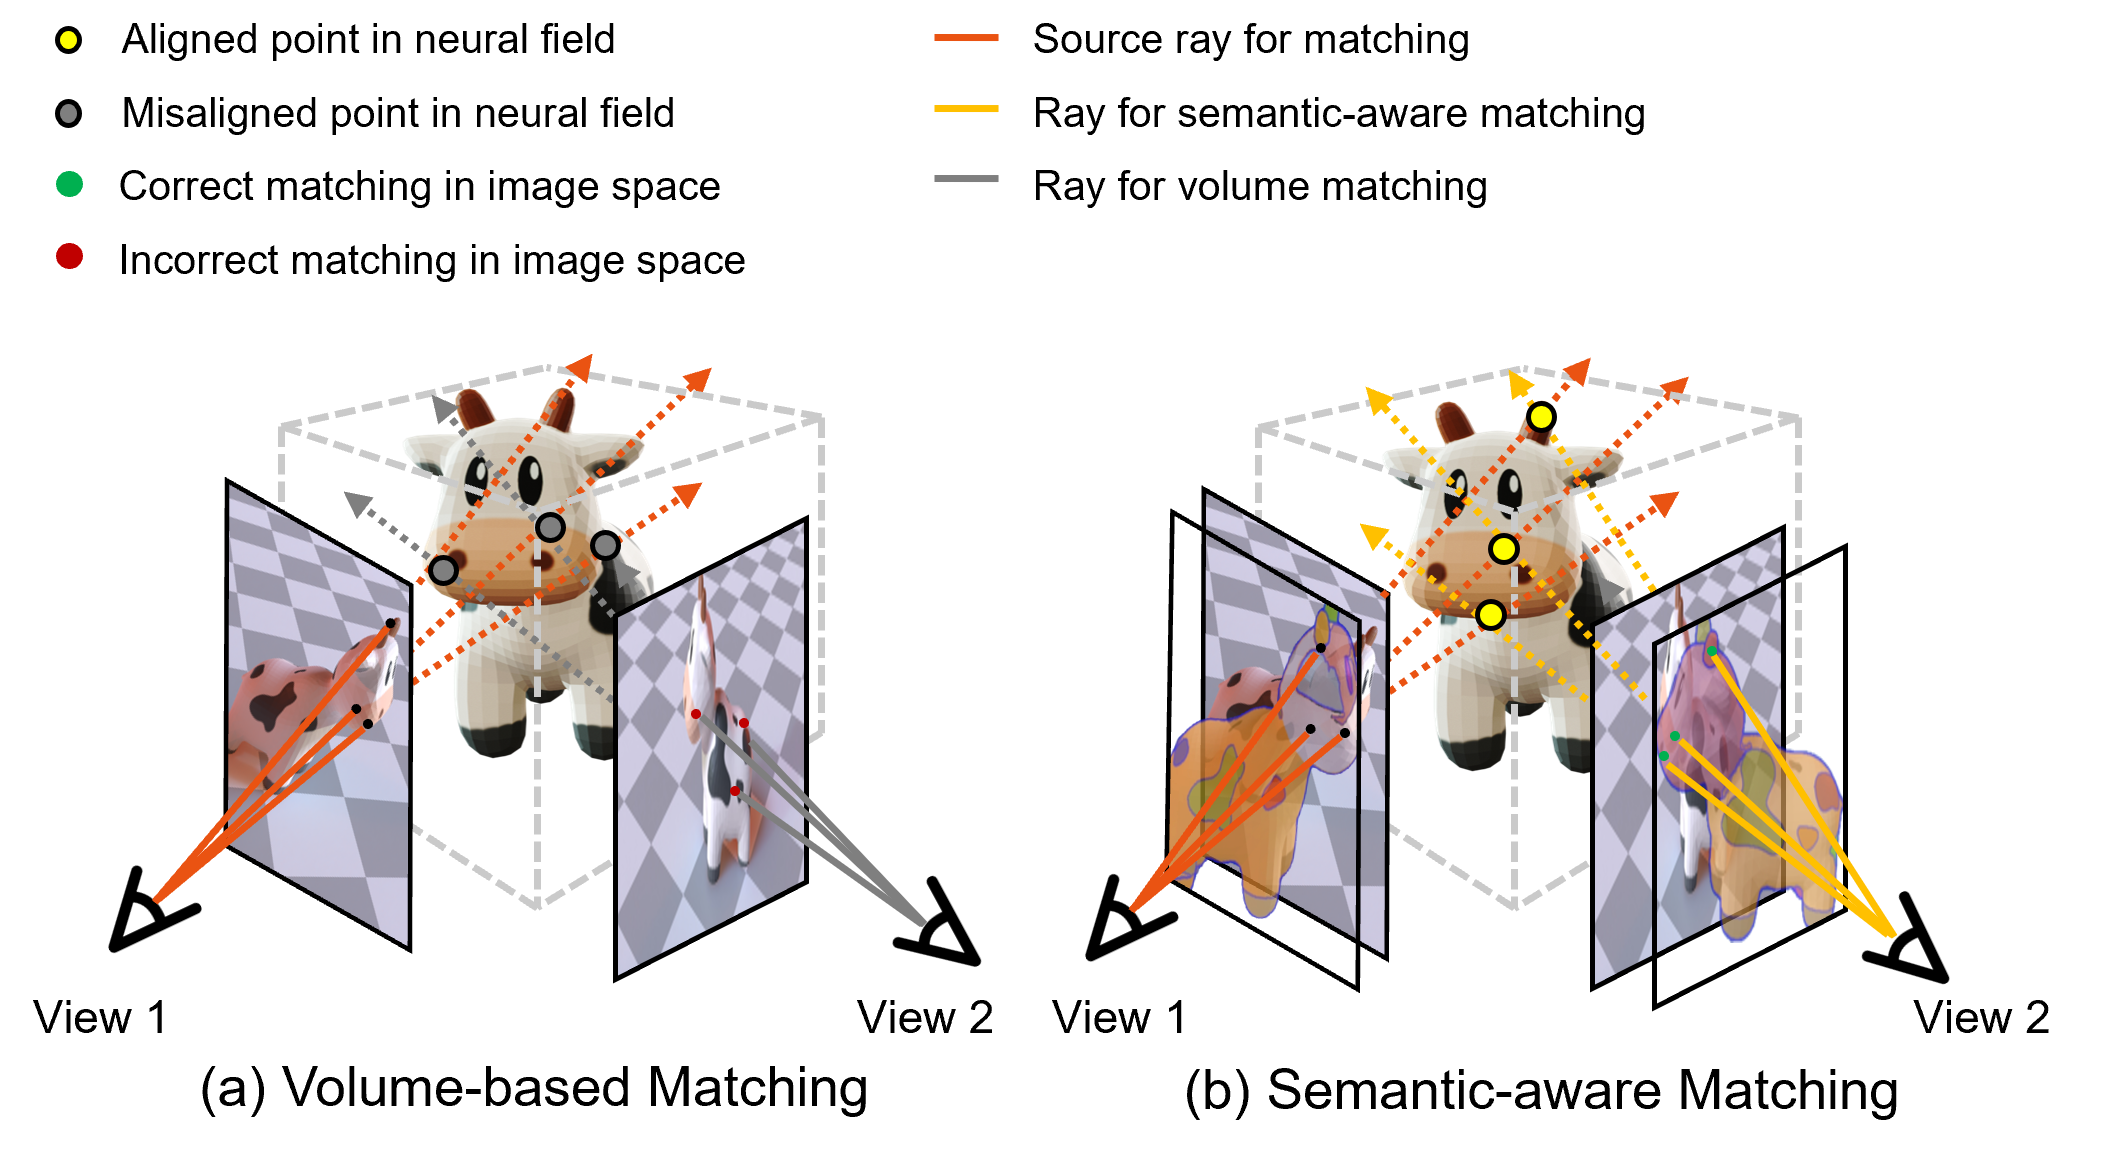 Aligned point in neural field
Misaligned point in neural field
Correct matching in image space
Incorrect matching in image space
Source ray for matching
Ray for semantic-aware matching
Ray for volume matching
View 1
View 2
(a) Volume-based Matching
View 1
View 2
(b) Semantic-aware Matching